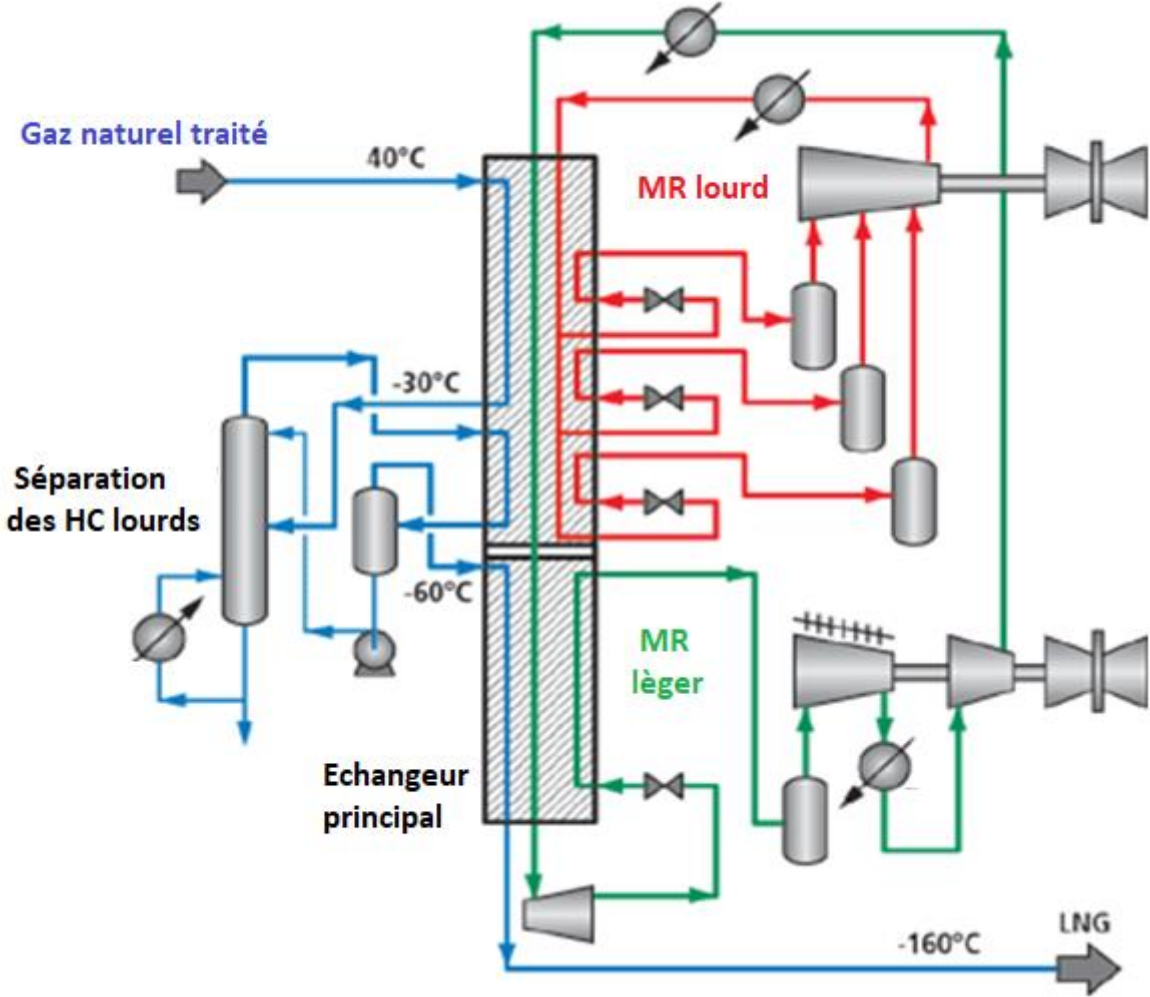 Gaz naturel traité
40°C
MR lourd
-30°C
Séparation
des HC lourds
-60°C
MR
lèger
Echangeur
principal
LNG
-160°C